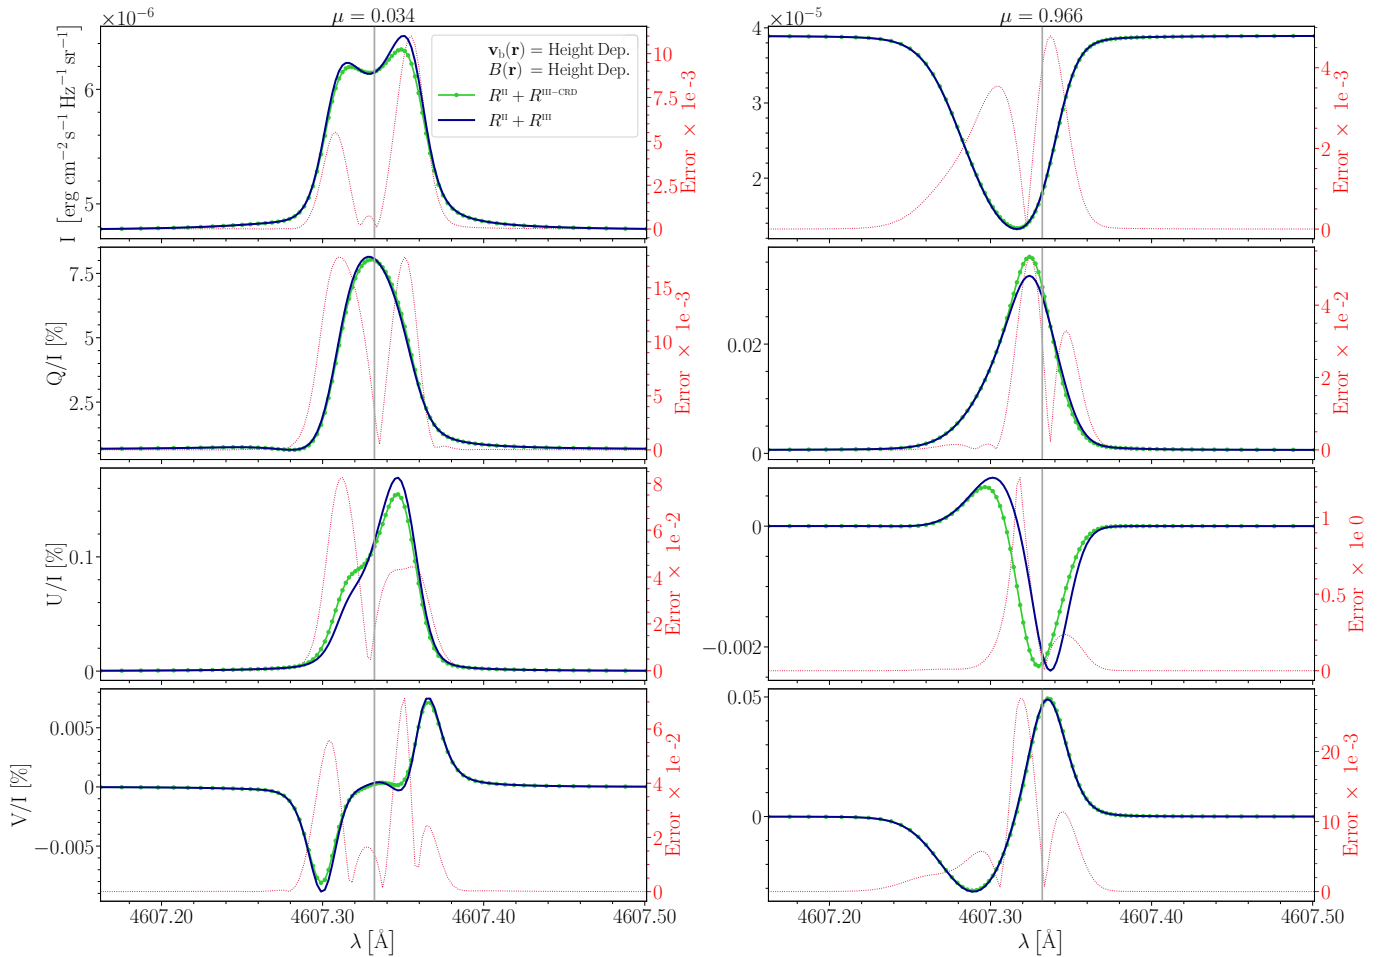 ×10⁻⁶ μ = 0.034
×10⁻⁵ μ = 0.966
I [erg cm⁻² s⁻¹ Hz⁻¹ sr⁻¹]
6
5
v_b(r) = Height Dep.
B(r) = Height Dep.
R^II + R^III−CRD
R^II + R^III
10
7.5
5
2.5
0
Error × 1e -3
4
3
2
4
2
0
Error × 1e -3
Q/I [%]
7.5
5
2.5
15
10
5
0
Error × 1e -3
0.02
0
4
2
0
Error × 1e -2
U/I [%]
0.1
0
8
6
4
2
0
Error × 1e -2
0
−0.002
1
0.5
0
Error × 1e 0
V/I [%]
0.005
0
−0.005
6
4
2
0
Error × 1e -2
0.05
0
20
10
0
Error × 1e -3
4607.20 4607.30 4607.40 4607.50
λ [Å]
4607.20 4607.30 4607.40 4607.50
λ [Å]